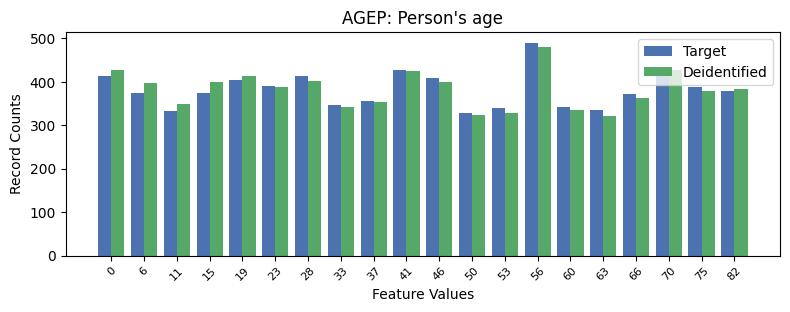 AGEP: Person's age
Target
Deidentified
500
400
300
200
100
0
Record Counts
0 6 11 15 19 23 28 33 37 41 46 50 53 56 60 63 66 70 75 82
Feature Values